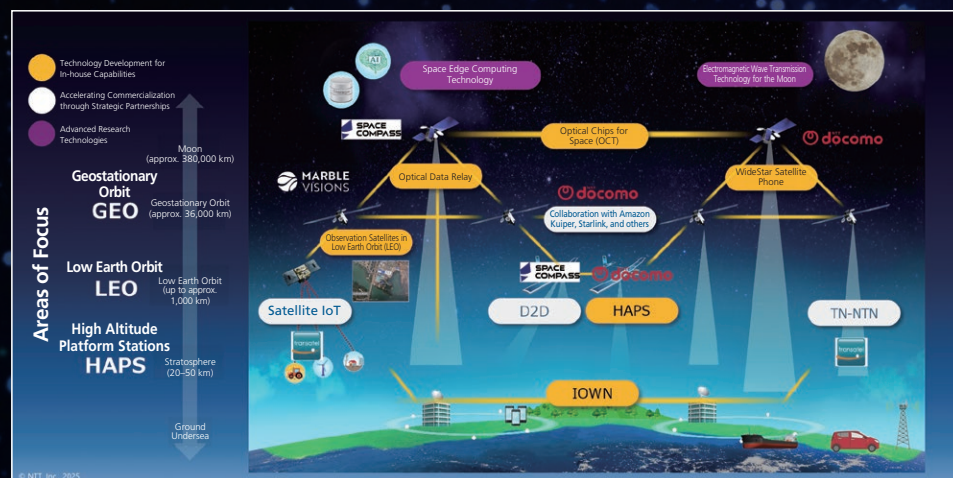 Technology Development for
In-house Capabilities
Accelerating Commercialization
through Strategic Partnerships
Advanced Research
Technologies
Areas of Focus
Moon
(approx. 380,000 km)
Geostationary
Orbit
GEO
Geostationary Orbit
(approx. 36,000 km)
Low Earth Orbit
LEO
Low Earth Orbit
(up to approx.
1,000 km)
High Altitude
Platform Stations
HAPS
Stratosphere
(20–50 km)
Ground
Undersea
© NTT, Inc. 2025
AI
Space Edge Computing
Technology
Electromagnetic Wave Transmission
Technology for the Moon
SPACE
COMPASS
Optical Chips for
Space (OCT)
döcomo
MARBLE
VISIONS
Optical Data Relay
döcomo
WideStar Satellite
Phone
Collaboration with Amazon
Kuiper, Starlink, and others
Observation Satellites in
Low Earth Orbit (LEO)
SPACE
COMPASS
döcomo
Satellite IoT
D2D
HAPS
TN-NTN
transatel
transatel
IOWN